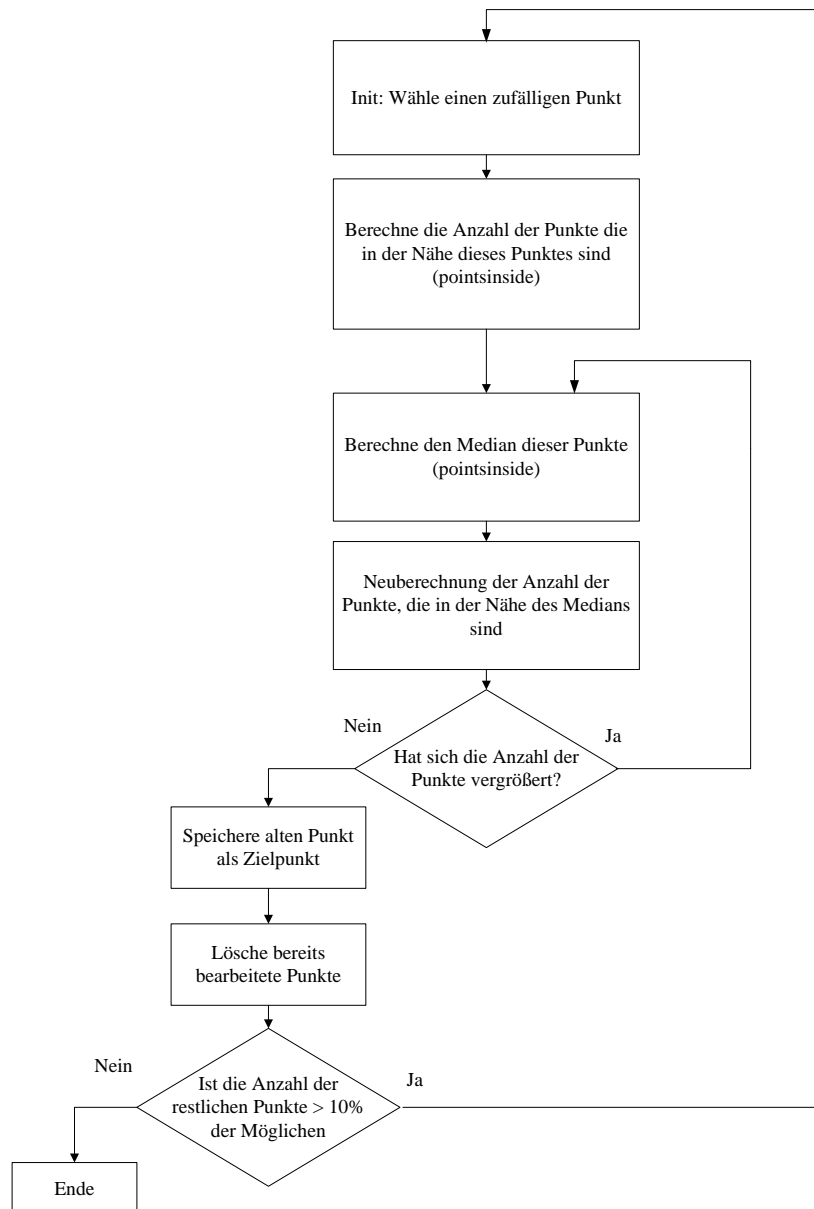 Init: Wähle einen zufälligen Punkt
Berechne die Anzahl der Punkte die
in der Nähe dieses Punktes sind
(pointsinside)
Berechne den Median dieser Punkte
(pointsinside)
Neuberechnung der Anzahl der
Punkte, die in der Nähe des Medians
sind
Nein
Ja
Hat sich die Anzahl der
Punkte vergrößert?
Speichere alten Punkt
als Zielpunkt
Lösche bereits
bearbeitete Punkte
Nein
Ja
Ist die Anzahl der
restlichen Punkte > 10%
der Möglichen
Ende